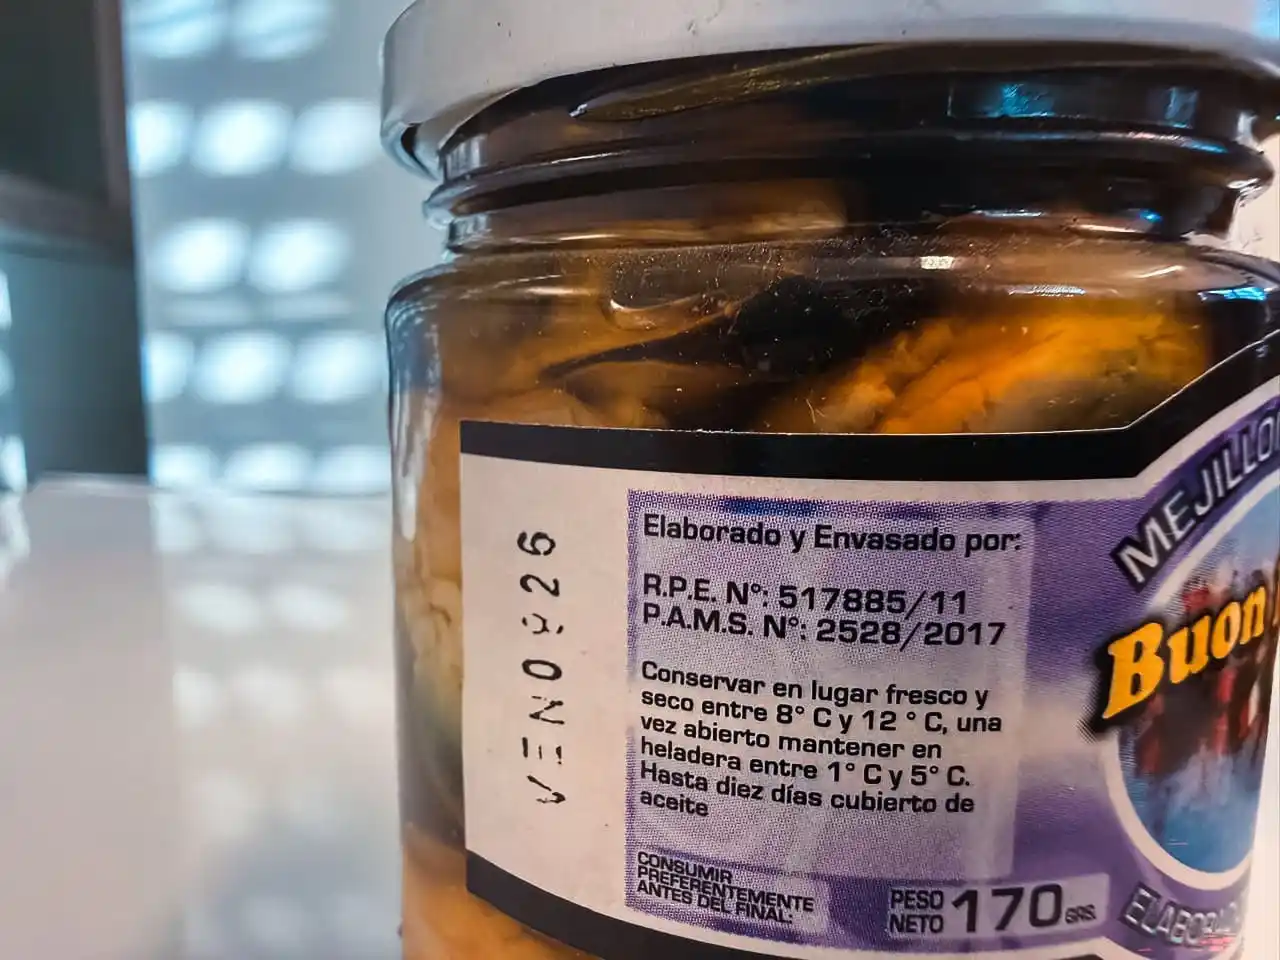 Elaborado y Envasado por:
R.P.E. N°: 517885/11
P.A.M.S. N°: 2528/2017
Conservar en lugar fresco y
seco entre 8° C y 12 ° C, una
vez abierto mantener en
heladera entre 1° C y 5° C.
Hasta diez días cubierto de
aceite
CONSUMIR
PREFERENTEMENTE
ANTES DEL FINAL:
PESO
NETO 170 GRS.
MEJILLO
Buon